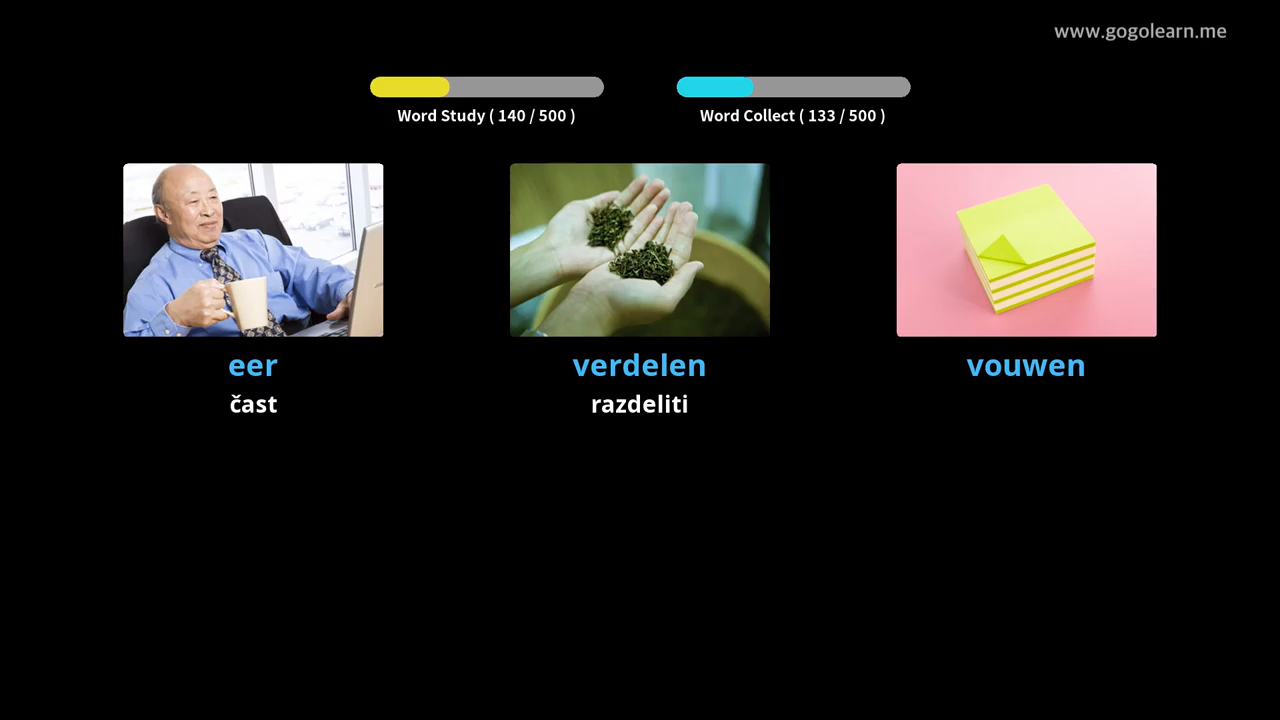 www.gogolearn.me
Word Study ( 140 / 500 )
Word Collect ( 133 / 500 )
eer
verdelen
vouwen
čast
razdeliti